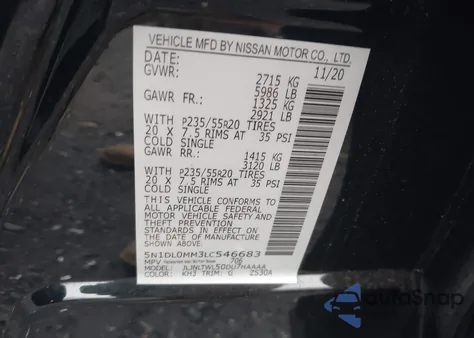 VEHICLE MFD BY NISSAN MOTOR CO., LTD.
DATE: 11/20
GVWR: 2715 KG
5986 LB
GAWR FR.: 1325 KG
2921 LB
WITH P235/55R20 TIRES
20 X 7.5 RIMS AT 35 PSI
COLD SINGLE
GAWR RR.: 1415 KG
3120 LB
WITH P235/55R20 TIRES
20 X 7.5 RIMS AT 35 PSI
COLD SINGLE
THIS VEHICLE CONFORMS TO
ALL APPLICABLE FEDERAL
MOTOR VEHICLE SAFETY AND
THEFT PREVENTION
STANDARDS IN EFFECT ON
THE DATE OF MANUFACTURE
SHOWN ABOVE.
5N1DL0MM3LC546683
MPV 706
MODEL:
COLOR: KH3 TRIM: G 2530A
AutoSnap